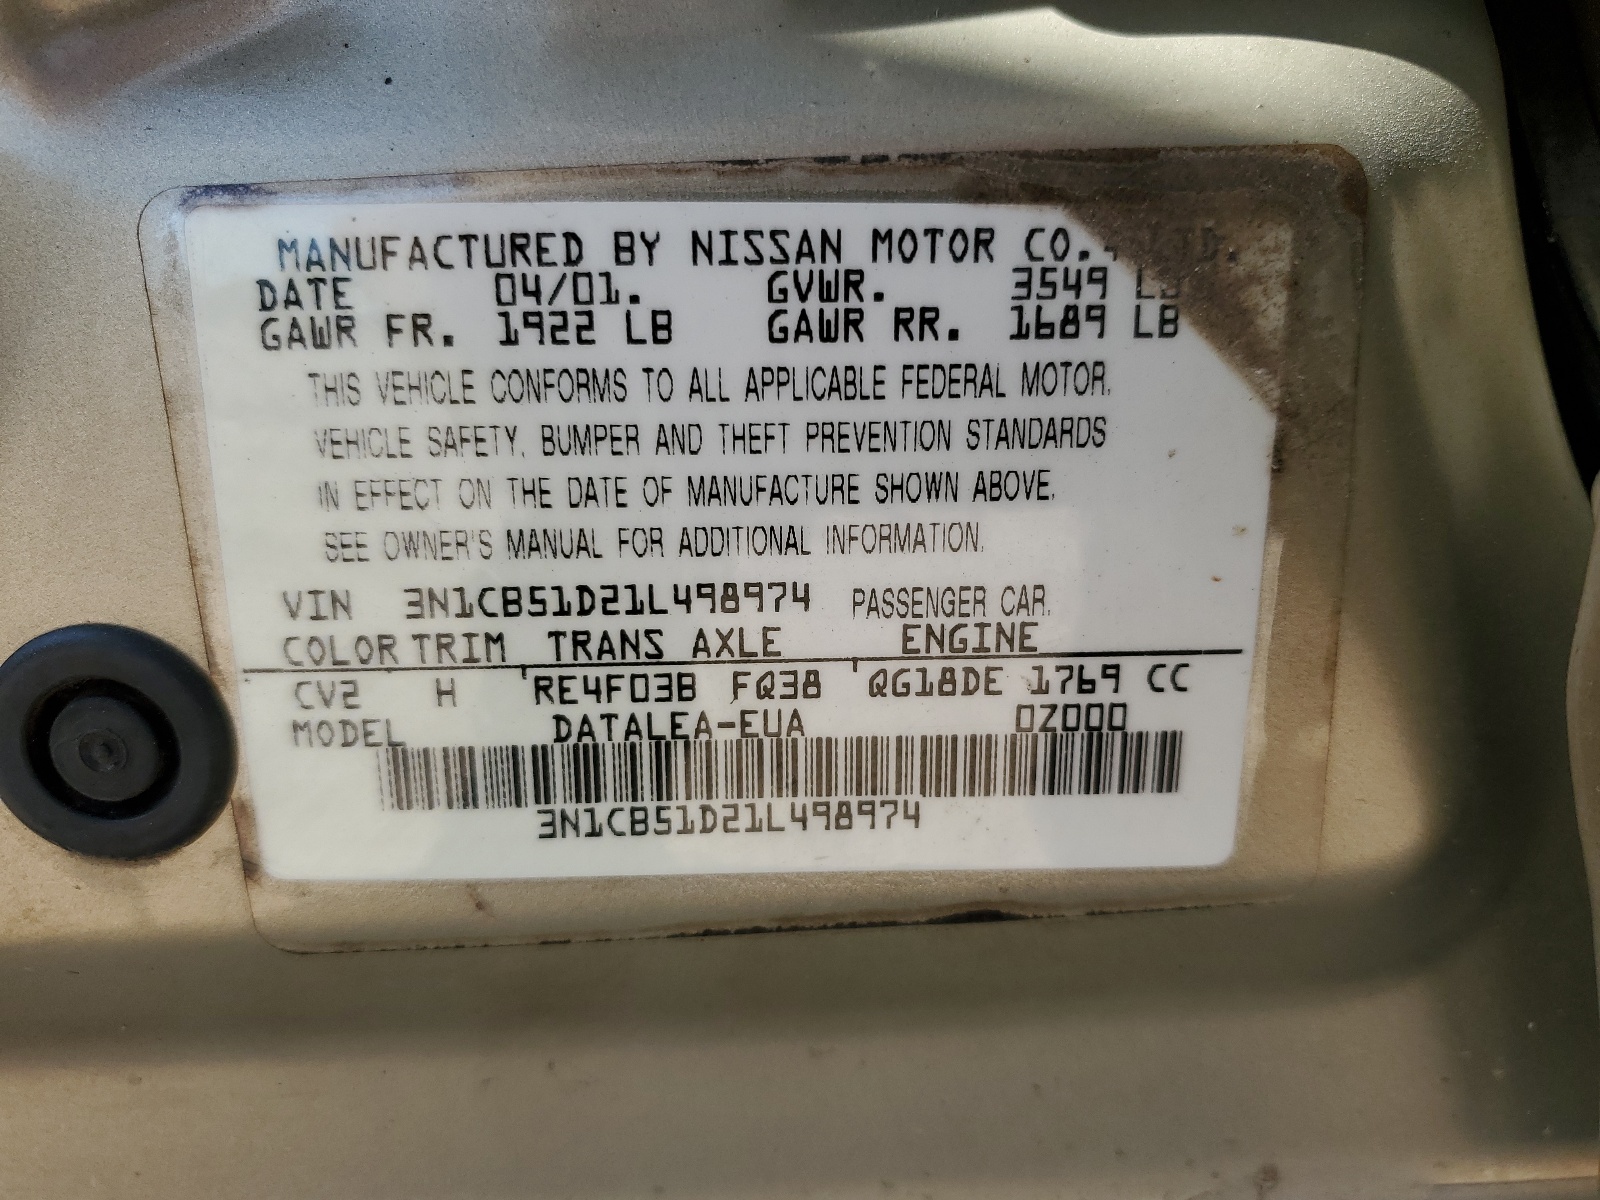 MANUFACTURED BY NISSAN MOTOR CO., LTD.
DATE 04/01. GVWR. 3549 LB
GAWR FR. 1922 LB GAWR RR. 1689 LB
THIS VEHICLE CONFORMS TO ALL APPLICABLE FEDERAL MOTOR.
VEHICLE SAFETY, BUMPER AND THEFT PREVENTION STANDARDS
IN EFFECT ON THE DATE OF MANUFACTURE SHOWN ABOVE.
SEE OWNER'S MANUAL FOR ADDITIONAL INFORMATION.
VIN 3N1CB51D21L498974 PASSENGER CAR.
COLOR TRIM TRANS AXLE ENGINE
CV2 H RE4F03B FQ38 QG18DE 1769 CC
MODEL DATALEA-EUA 0Z000
3N1CB51D21L498974